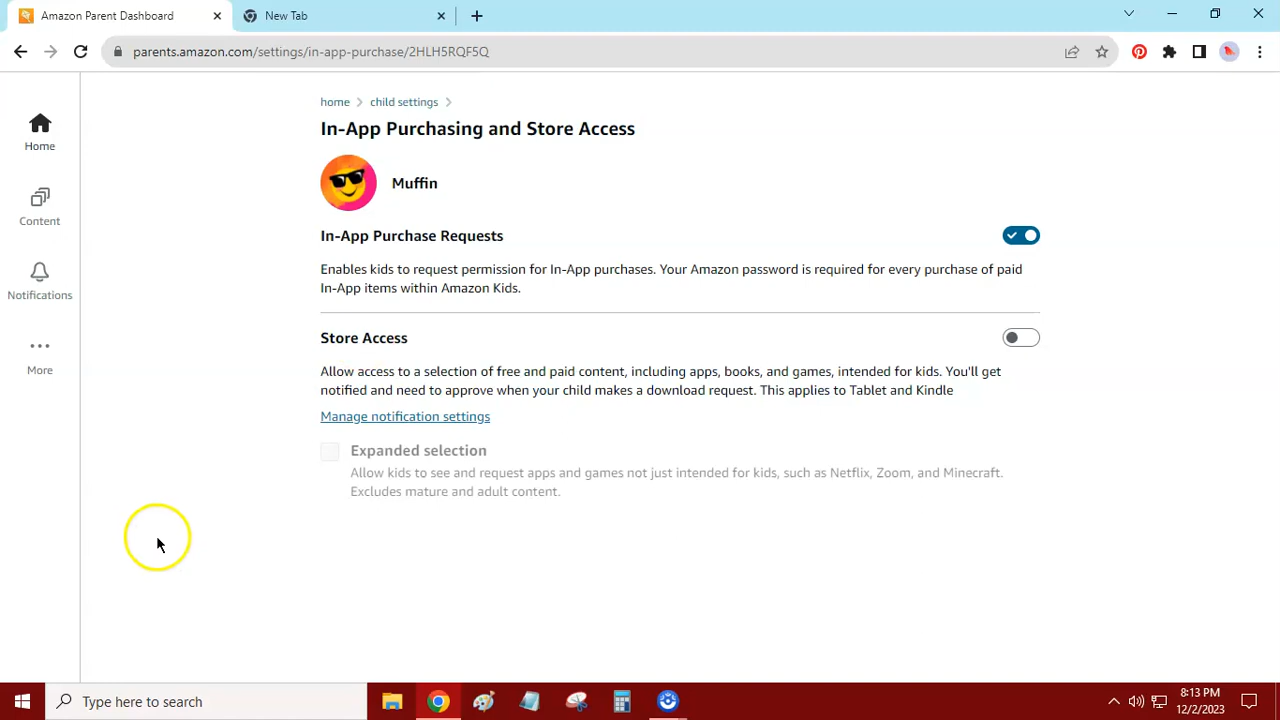 Amazon Parent Dashboard
New Tab
parents.amazon.com/settings/in-app-purchase/2HLH5RQF5Q
Home
Content
Notifications
More
home
child settings
In-App Purchasing and Store Access
Muffin
In-App Purchase Requests
Enables kids to request permission for In-App purchases. Your Amazon password is required for every purchase of paid
In-App items within Amazon Kids.
Store Access
Allow access to a selection of free and paid content, including apps, books, and games, intended for kids. You'll get
notified and need to approve when your child makes a download request. This applies to Tablet and Kindle
Manage notification settings
Expanded selection
Allow kids to see and request apps and games not just intended for kids, such as Netflix, Zoom, and Minecraft.
Excludes mature and adult content.
Type here to search
8:13 PM
12/2/2023